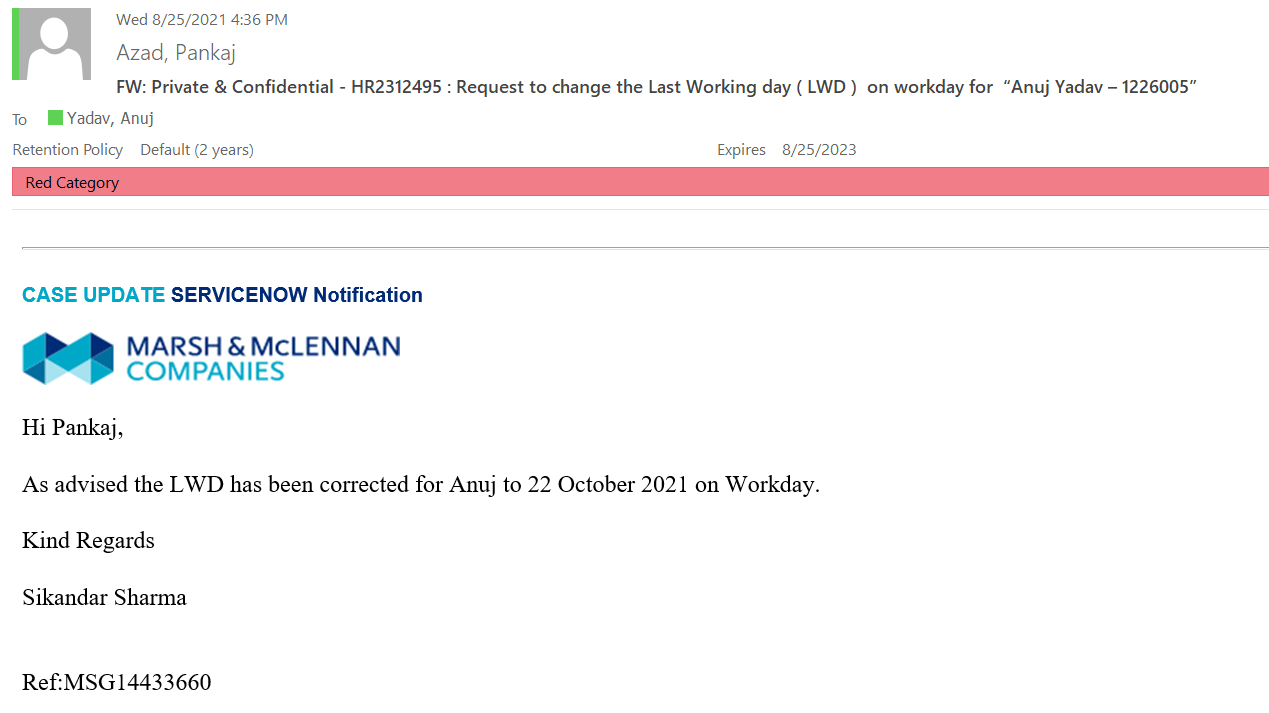 Wed 8/25/2021 4:36 PM
Azad, Pankaj
FW: Private & Confidential - HR2312495 : Request to change the Last Working day ( LWD )  on workday for  “Anuj Yadav – 1226005”
To Yadav, Anuj
Retention Policy Default (2 years) Expires 8/25/2023
Red Category
CASE UPDATE SERVICENOW Notification
MARSH & McLENNAN
COMPANIES
Hi Pankaj,
As advised the LWD has been corrected for Anuj to 22 October 2021 on Workday.
Kind Regards
Sikandar Sharma
Ref:MSG14433660